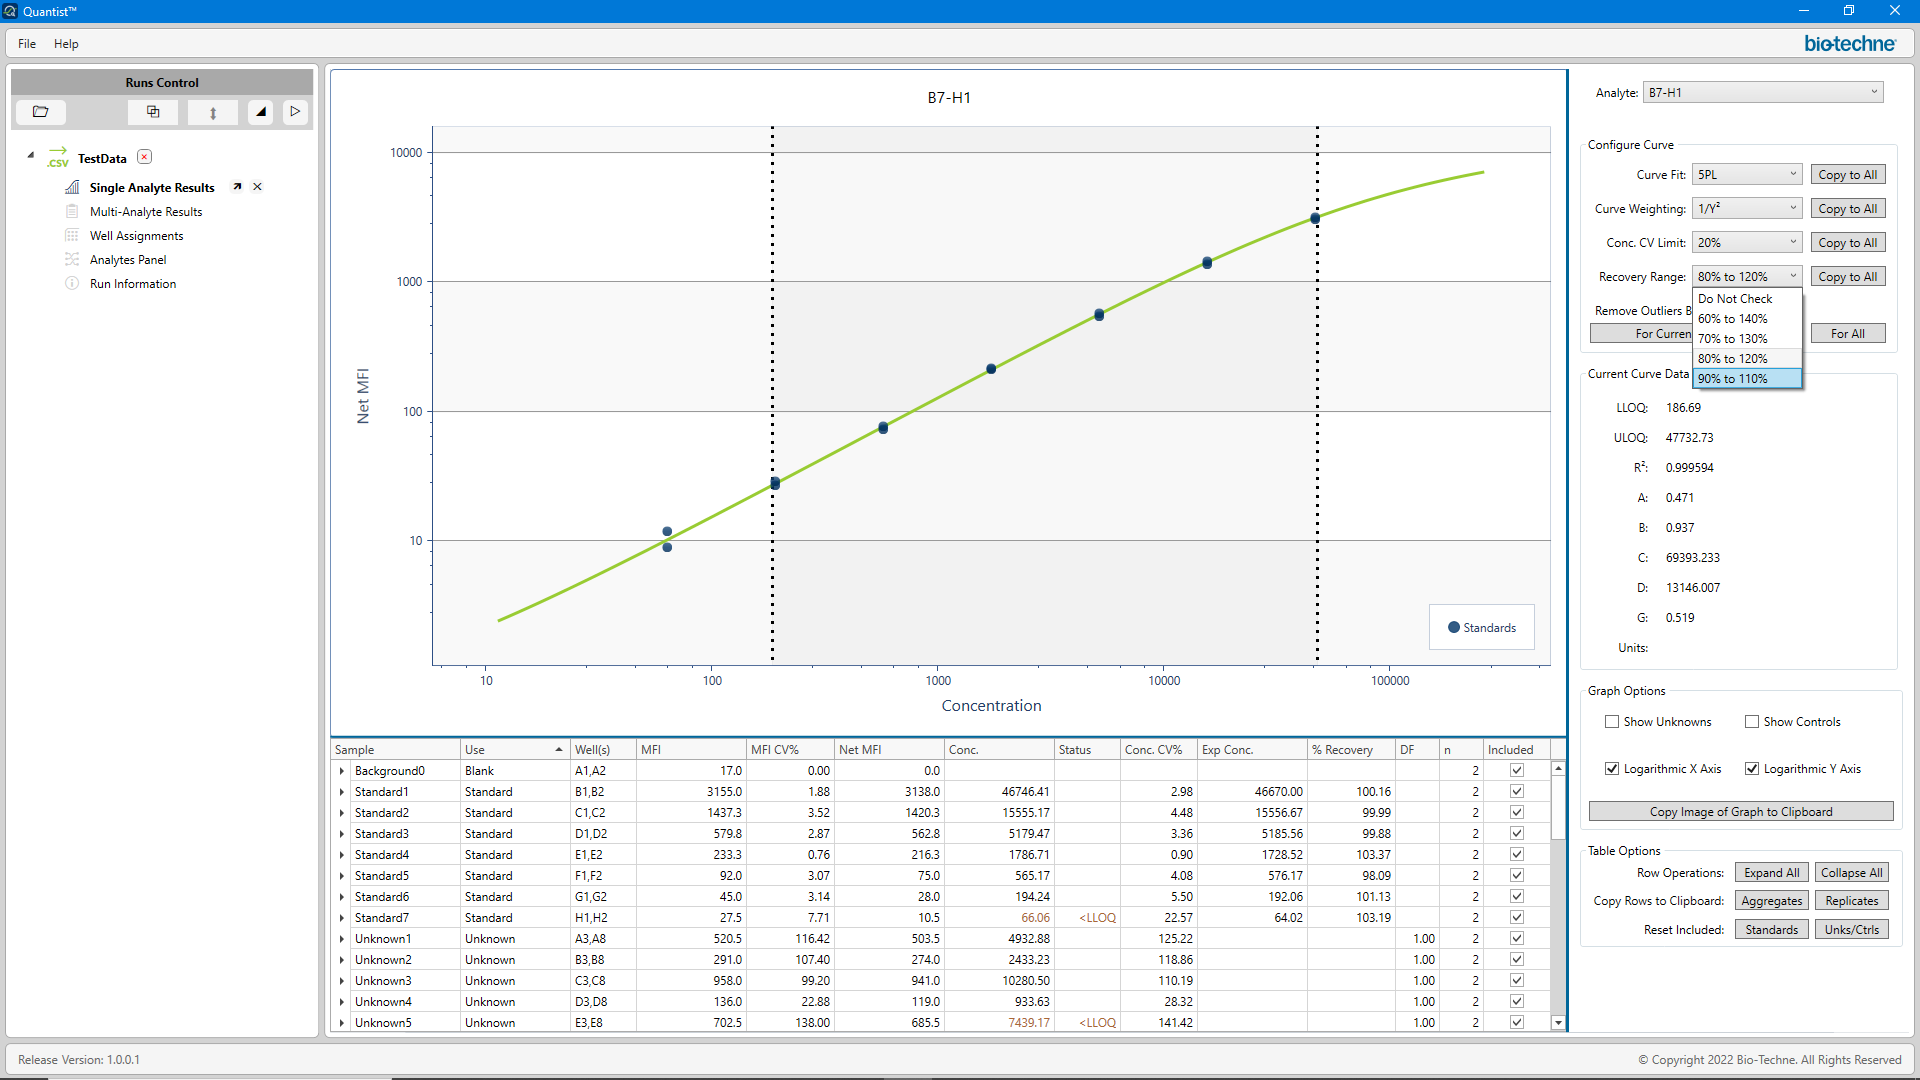 Quantist™
File Help
bio-techne®
Runs Control
.csv TestData
Single Analyte Results
Multi-Analyte Results
Well Assignments
Analytes Panel
Run Information
B7-H1
Net MFI
10000
1000
100
10
10 100 1000 10000 100000
Concentration
Standards
Analyte: B7-H1
Configure Curve
Curve Fit: 5PL Copy to All
Curve Weighting: 1/Y² Copy to All
Conc. CV Limit: 20% Copy to All
Recovery Range: 80% to 120% Copy to All
Do Not Check
60% to 140%
70% to 130%
80% to 120%
90% to 110%
Remove Outliers B
For Curren For All
Current Curve Data
LLOQ: 186.69
ULOQ: 47732.73
R²: 0.999594
A: 0.471
B: 0.937
C: 69393.233
D: 13146.007
G: 0.519
Units:
Graph Options
Show Unknowns Show Controls
Logarithmic X Axis Logarithmic Y Axis
Copy Image of Graph to Clipboard
Table Options
Row Operations: Expand All Collapse All
Copy Rows to Clipboard: Aggregates Replicates
Reset Included: Standards Unks/Ctrls
Sample Use Well(s) MFI MFI CV% Net MFI Conc. Status Conc. CV% Exp Conc. % Recovery DF n Included
Background0 Blank A1,A2 17.0 0.00 0.0 2
Standard1 Standard B1,B2 3155.0 1.88 3138.0 46746.41 2.98 46670.00 100.16 2
Standard2 Standard C1,C2 1437.3 3.52 1420.3 15555.17 4.48 15556.67 99.99 2
Standard3 Standard D1,D2 579.8 2.87 562.8 5179.47 3.36 5185.56 99.88 2
Standard4 Standard E1,E2 233.3 0.76 216.3 1786.71 0.90 1728.52 103.37 2
Standard5 Standard F1,F2 92.0 3.07 75.0 565.17 4.08 576.17 98.09 2
Standard6 Standard G1,G2 45.0 3.14 28.0 194.24 5.50 192.06 101.13 2
Standard7 Standard H1,H2 27.5 7.71 10.5 66.06 <LLOQ 22.57 64.02 103.19 2
Unknown1 Unknown A3,A8 520.5 116.42 503.5 4932.88 125.22 1.00 2
Unknown2 Unknown B3,B8 291.0 107.40 274.0 2433.23 118.86 1.00 2
Unknown3 Unknown C3,C8 958.0 99.20 941.0 10280.50 110.19 1.00 2
Unknown4 Unknown D3,D8 136.0 22.88 119.0 933.63 28.32 1.00 2
Unknown5 Unknown E3,E8 702.5 138.00 685.5 7439.17 <LLOQ 141.42 1.00 2
Release Version: 1.0.0.1
© Copyright 2022 Bio-Techne. All Rights Reserved